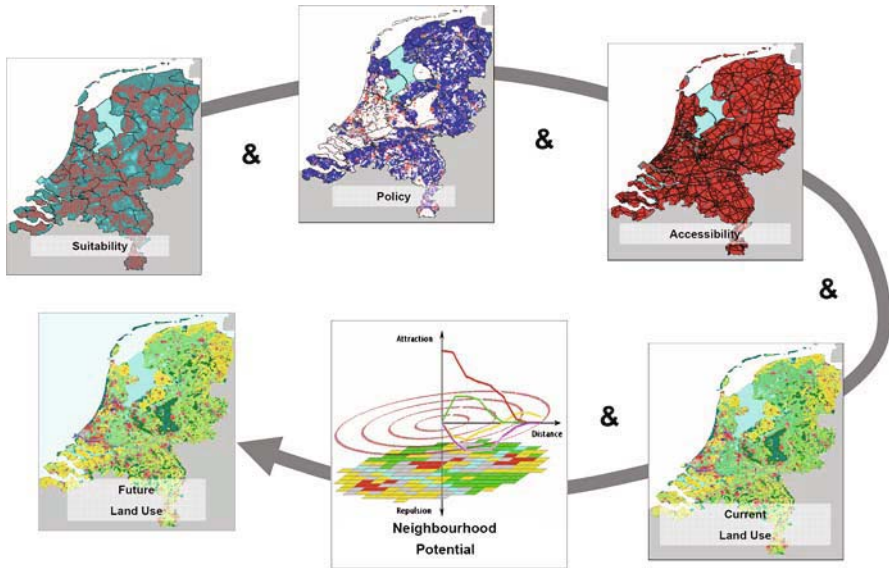 Suitability
&
Policy
&
Accessibility
&
Current
Land Use
&
Attraction
Distance
Repulsion
Neighbourhood
Potential
Future
Land Use